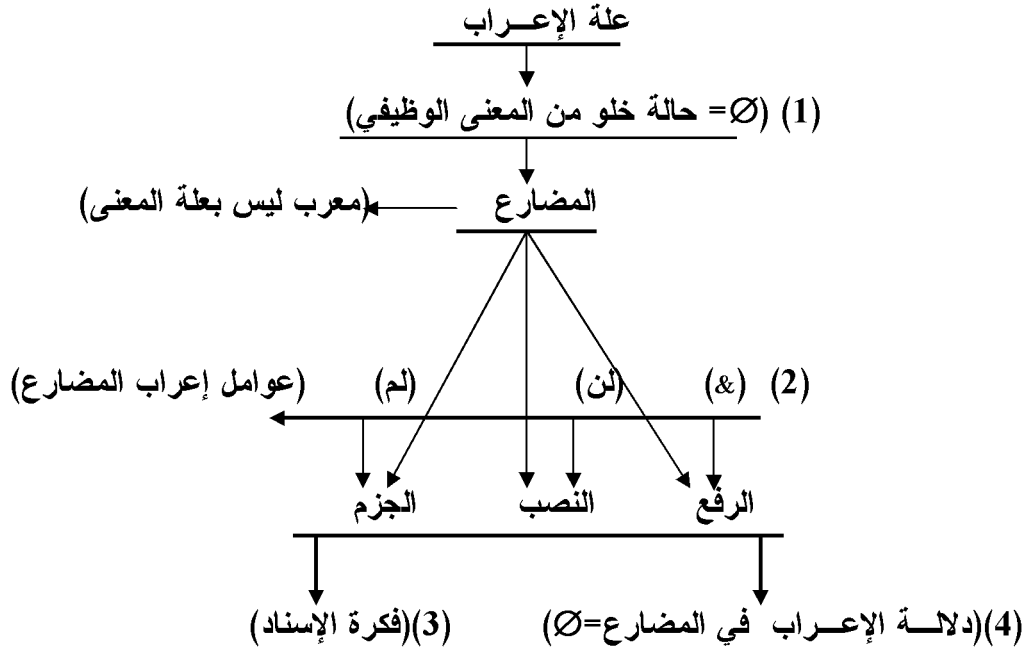 علة الإعـــراب
(1) (∅= حالة خلو من المعنى الوظيفي)
المضارع (معرب ليس بعلة المعنى)
(2) (&) (لن) (لم) (عوامل إعراب المضارع)
الرفع النصب الجزم
(4)(دلالـــة الإعـــراب في المضارع=∅) (3)(فكرة الإسناد)